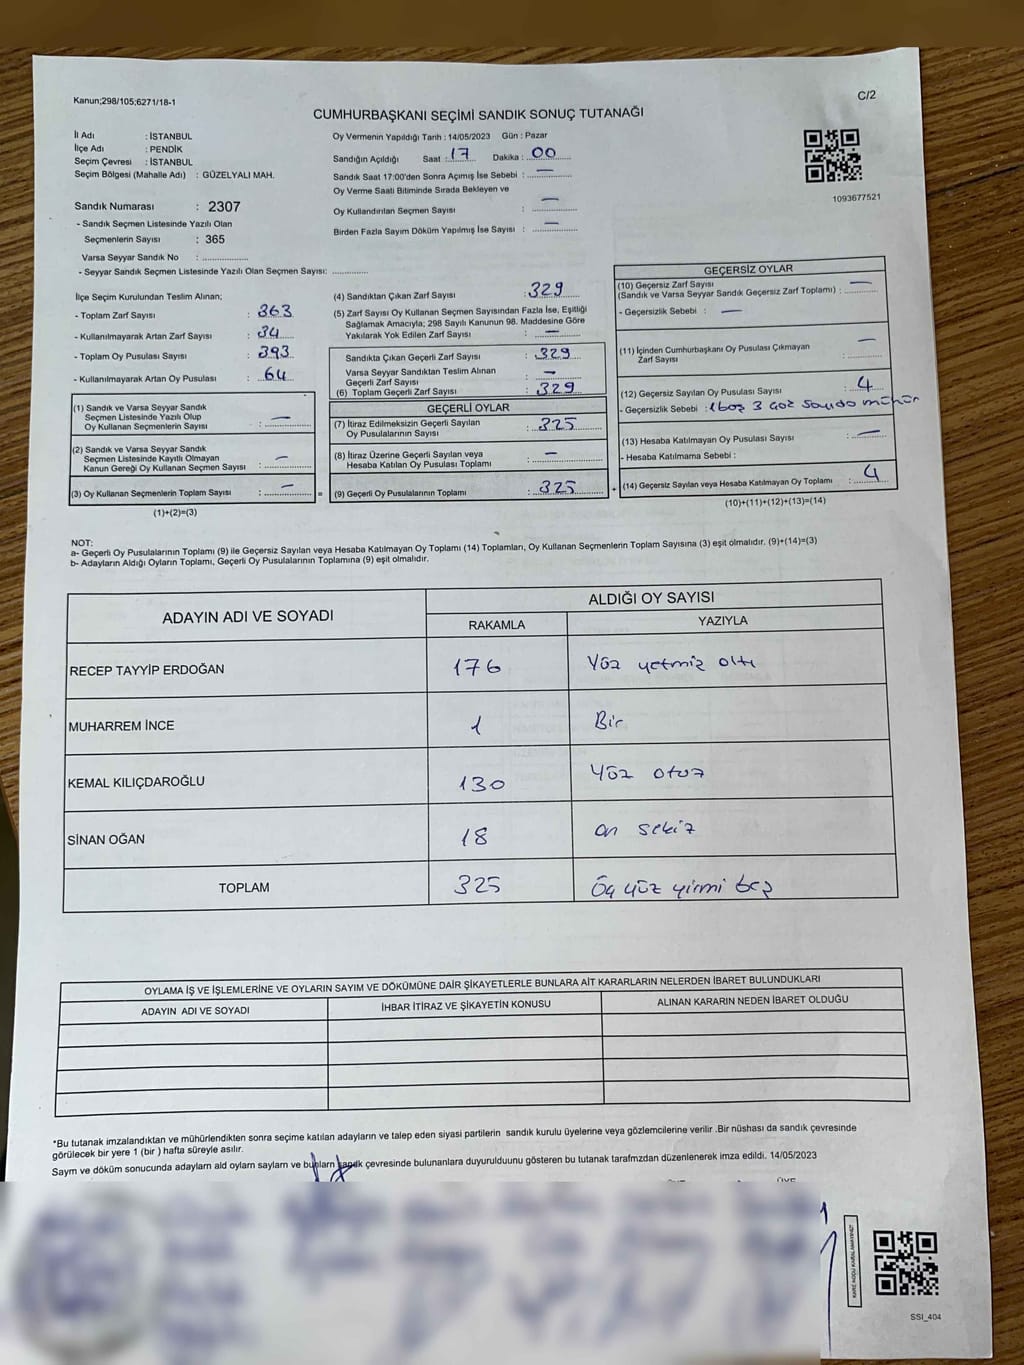 Kanun;298/105;6271/18-1
C/2
CUMHURBAŞKANI SEÇİMİ SANDIK SONUÇ TUTANAĞI
İl Adı : İSTANBUL
İlçe Adı : PENDİK
Seçim Çevresi : İSTANBUL
Seçim Bölgesi (Mahalle Adı) : GÜZELYALI MAH.
Sandık Numarası : 2307
- Sandık Seçmen Listesinde Yazılı Olan
Seçmenlerin Sayısı : 365
Varsa Seyyar Sandık No : ................
- Seyyar Sandık Seçmen Listesinde Yazılı Olan Seçmen Sayısı: .............
Oy Vermenin Yapıldığı Tarih : 14/05/2023 Gün : Pazar
Sandığın Açıldığı Saat : 17 Dakika : 00
Sandık Saat 17:00'den Sonra Açımış İse Sebebi : —
Oy Verme Saati Bitiminde Sırada Bekleyen ve
Oy Kullandırılan Seçmen Sayısı : —
Birden Fazla Sayım Döküm Yapılmış İse Sayısı : —
1093677521
İlçe Seçim Kurulundan Teslim Alınan;
- Toplam Zarf Sayısı : 363
- Kullanılmayarak Artan Zarf Sayısı : 34
- Toplam Oy Pusulası Sayısı : 393
- Kullanılmayarak Artan Oy Pusulası : 64
(1) Sandık ve Varsa Seyyar Sandık
Seçmen Listesinde Yazılı Olup
Oy Kullanan Seçmenlerin Sayısı : —
(2) Sandık ve Varsa Seyyar Sandık
Seçmen Listesinde Kayıtlı Olmayan
Kanun Gereği Oy Kullanan Seçmen Sayısı : —
(3) Oy Kullanan Seçmenlerin Toplam Sayısı : — =
(1)+(2)=(3)
(4) Sandıktan Çıkan Zarf Sayısı : 329
(5) Zarf Sayısı Oy Kullanan Seçmen Sayısından Fazla İse, Eşitliği
Sağlamak Amacıyla; 298 Sayılı Kanunun 98. Maddesine Göre
Yakılarak Yok Edilen Zarf Sayısı : —
Sandıkta Çıkan Geçerli Zarf Sayısı : 329
Varsa Seyyar Sandıktan Teslim Alınan
Geçerli Zarf Sayısı : —
(6) Toplam Geçerli Zarf Sayısı : 329
GEÇERLİ OYLAR
(7) İtiraz Edilmeksizin Geçerli Sayılan
Oy Pusulalarının Sayısı : 325
(8) İtiraz Üzerine Geçerli Sayılan veya
Hesaba Katılan Oy Pusulası Toplamı : —
(9) Geçerli Oy Pusulalarının Toplamı : 325 +
GEÇERSİZ OYLAR
(10) Geçersiz Zarf Sayısı
(Sandık ve Varsa Seyyar Sandık Geçersiz Zarf Toplamı) : —
- Geçersizlik Sebebi : —
(11) İçinden Cumhurbaşkanı Oy Pusulası Çıkmayan
Zarf Sayısı : —
(12) Geçersiz Sayılan Oy Pusulası Sayısı : 4
- Geçersizlik Sebebi : 1 boş 3 mühür
(13) Hesaba Katılmayan Oy Pusulası Sayısı : —
- Hesaba Katılmama Sebebi :
(14) Geçersiz Sayılan veya Hesaba Katılmayan Oy Toplamı : 4
(10)+(11)+(12)+(13)=(14)
NOT:
a- Geçerli Oy Pusulalarının Toplamı (9) ile Geçersiz Sayılan veya Hesaba Katılmayan Oy Toplamı (14) Toplamları, Oy Kullanan Seçmenlerin Toplam Sayısına (3) eşit olmalıdır. (9)+(14)=(3)
b- Adayların Aldığı Oyların Toplamı, Geçerli Oy Pusulalarının Toplamına (9) eşit olmalıdır.
ADAYIN ADI VE SOYADI
ALDIĞI OY SAYISI
RAKAMLA YAZIYLA
RECEP TAYYİP ERDOĞAN 176 Yüz yetmiz altı
MUHARREM İNCE 1 Bir
KEMAL KILIÇDAROĞLU 130 Yüz otuz
SİNAN OĞAN 18 on sekiz
TOPLAM 325 Üç yüz yirmi beş
OYLAMA İŞ VE İŞLEMLERİNE VE OYLARIN SAYIM VE DÖKÜMÜNE DAİR ŞİKAYETLERLE BUNLARA AİT KARARLARIN NELERDEN İBARET BULUNDUKLARI
ADAYIN ADI VE SOYADI İHBAR İTİRAZ VE ŞİKAYETİN KONUSU ALINAN KARARIN NEDEN İBARET OLDUĞU
*Bu tutanak imzalandıktan ve mühürlendikten sonra seçime katılan adayların ve talep eden siyasi partilerin sandık kurulu üyelerine veya gözlemcilerine verilir .Bir nüshası da sandık çevresinde
görülecek bir yere 1 (bir ) hafta süreyle asılır.
Sayım ve döküm sonucunda adayların ald oyların sayların ve bunların sandık çevresinde bulunanlara duyurulduunu gösteren bu tutanak tarafmzdan düzenlenerek imza edildi. 14/05/2023
SSI_404